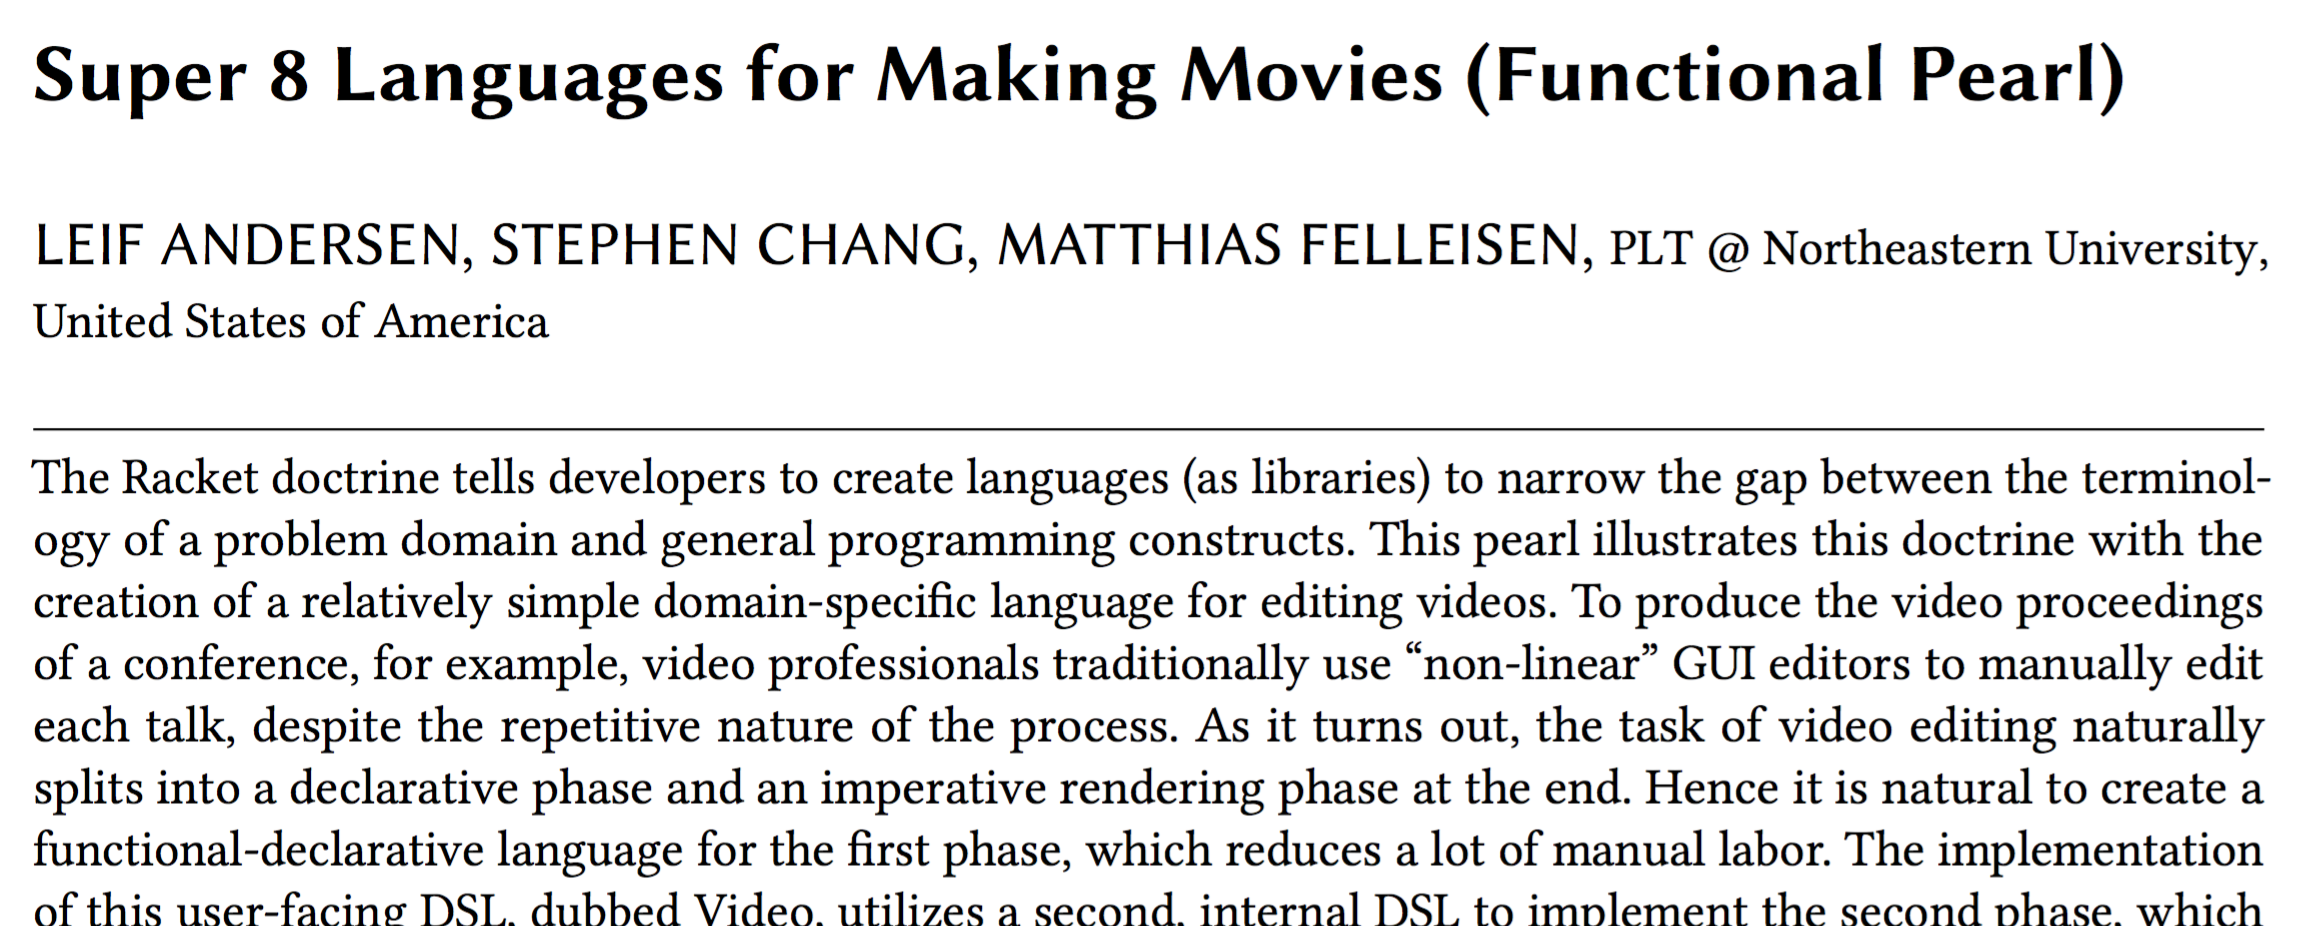 Super 8 Languages for Making Movies (Functional Pearl)
LEIF ANDERSEN, STEPHEN CHANG, MATTHIAS FELLEISEN, PLT @ Northeastern University,
United States of America
The Racket doctrine tells developers to create languages (as libraries) to narrow the gap between the terminol-
ogy of a problem domain and general programming constructs. This pearl illustrates this doctrine with the
creation of a relatively simple domain-specific language for editing videos. To produce the video proceedings
of a conference, for example, video professionals traditionally use “non-linear” GUI editors to manually edit
each talk, despite the repetitive nature of the process. As it turns out, the task of video editing naturally
splits into a declarative phase and an imperative rendering phase at the end. Hence it is natural to create a
functional-declarative language for the first phase, which reduces a lot of manual labor. The implementation
of this user-facing DSL, dubbed Video, utilizes a second, internal DSL to implement the second phase, which